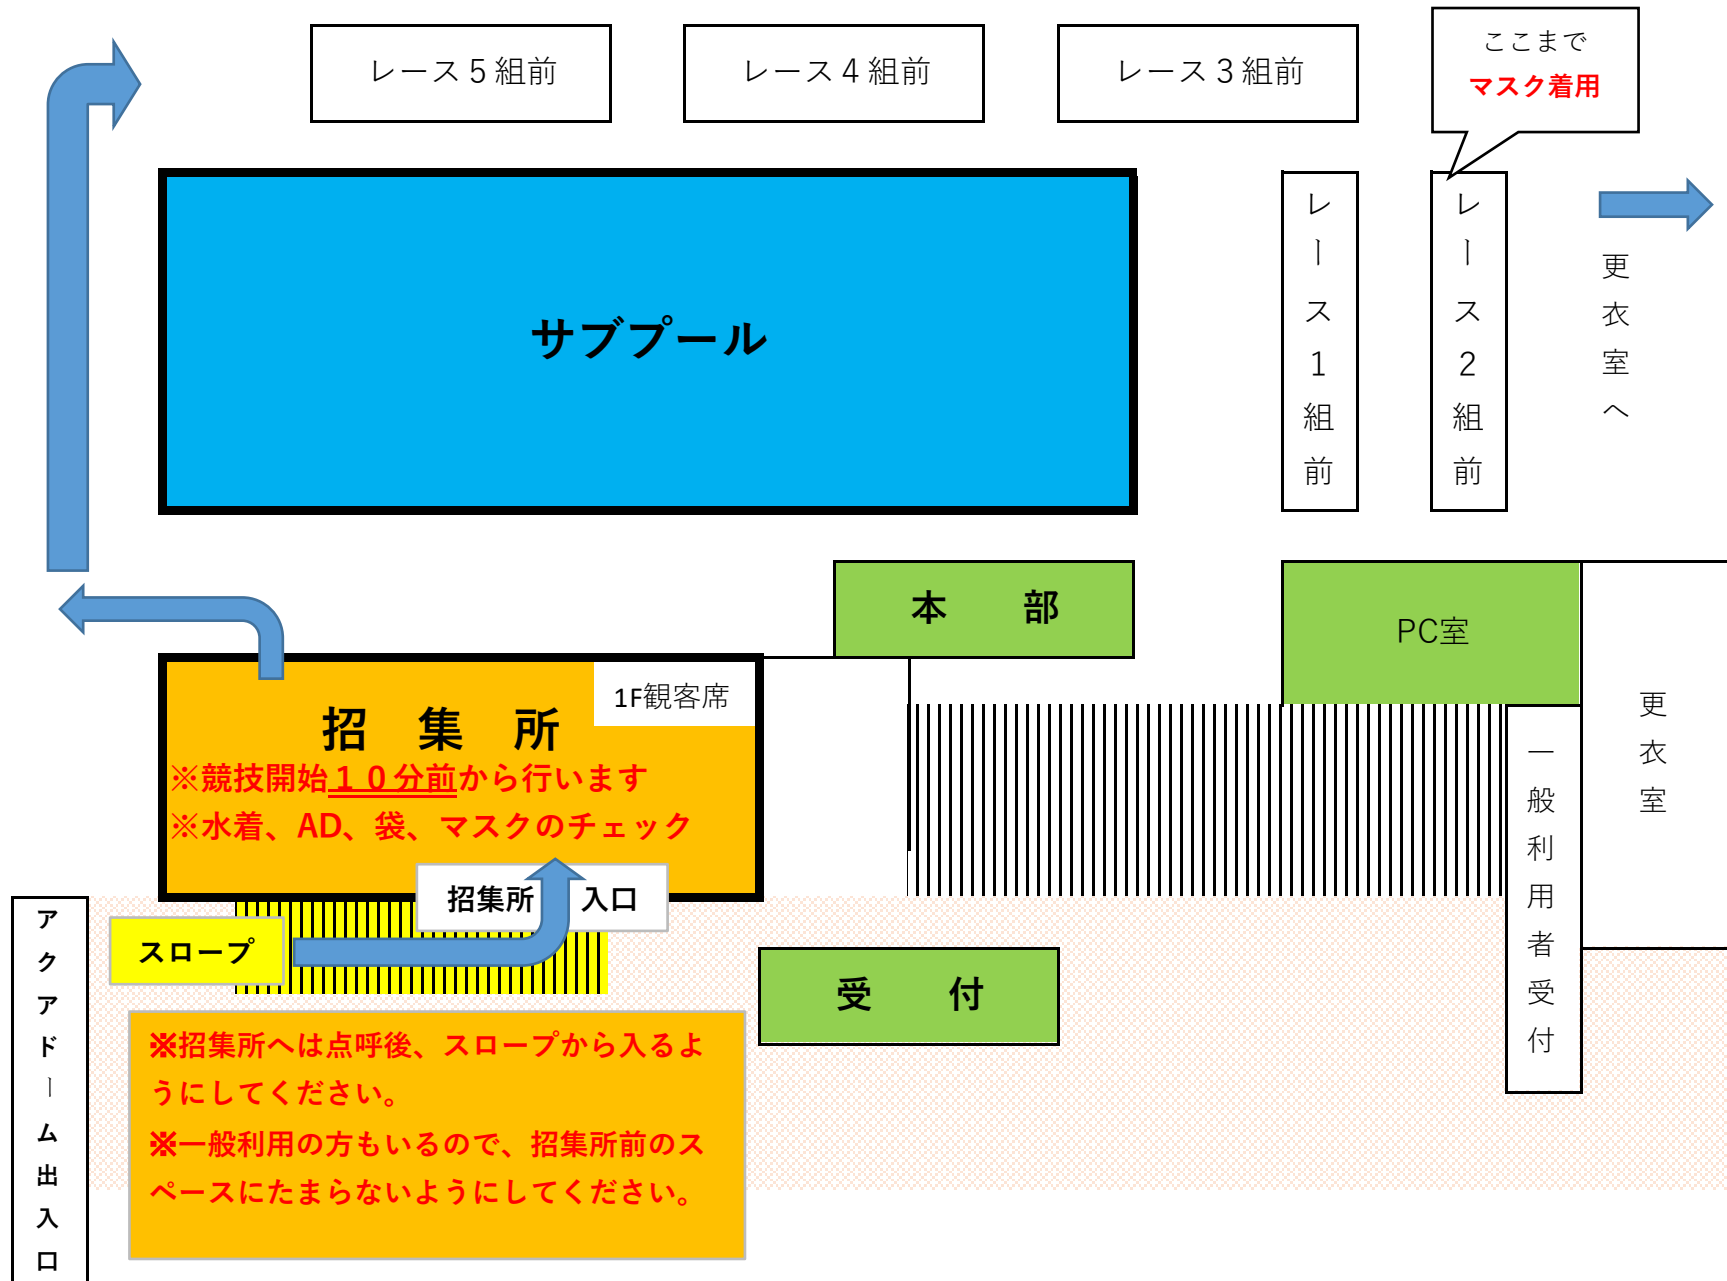 レース５組前
レース４組前
レース３組前
ここまで
マスク着用
レース１組前
レース２組前
更衣室へ
サブプール
本　部
PC室
1F観客席
招　集　所
※競技開始１０分前から行います
※水着、AD、袋、マスクのチェック
招集所　入口
スロープ
受　付
更衣室
一般利用者受付
アクアドーム出入口
※招集所へは点呼後、スロープから入るよ
うにしてください。
※一般利用の方もいるので、招集所前のス
ペースにたまらないようにしてください。